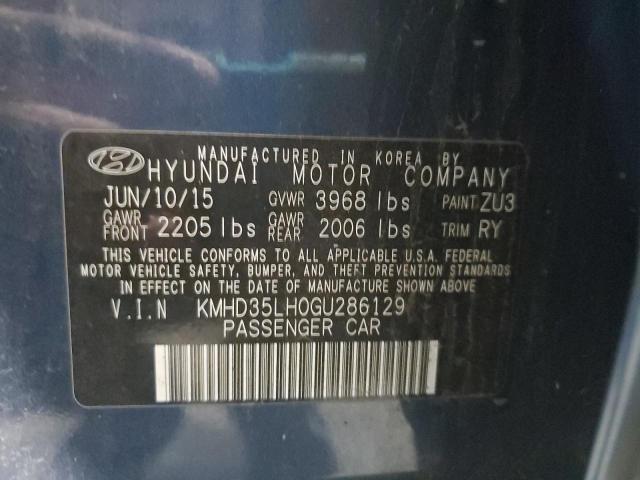 MANUFACTURED IN KOREA BY
HYUNDAI MOTOR COMPANY
JUN/10/15 GVWR 3968 lbs PAINT ZU3
GAWR FRONT 2205 lbs GAWR REAR 2006 lbs TRIM RY
THIS VEHICLE CONFORMS TO ALL APPLICABLE U.S.A. FEDERAL
MOTOR VEHICLE SAFETY, BUMPER, AND THEFT PREVENTION STANDARDS
IN EFFECT ON THE DATE OF MANUFACTURE SHOWN ABOVE
V.I.N KMHD35LH0GU286129
PASSENGER CAR